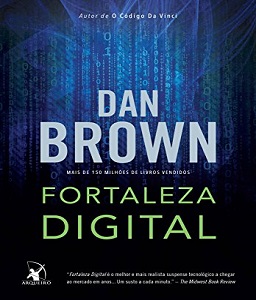 Autor de O Código Da Vinci
DAN
BROWN
MAIS DE 150 MILHÕES DE LIVROS VENDIDOS
FORTALEZA
DIGITAL
ARQUEIRO
"Fortaleza Digital é o melhor e mais realista suspense tecnológico a chegar
ao mercado em anos... Um susto a cada minuto." – The Midwest Book Review